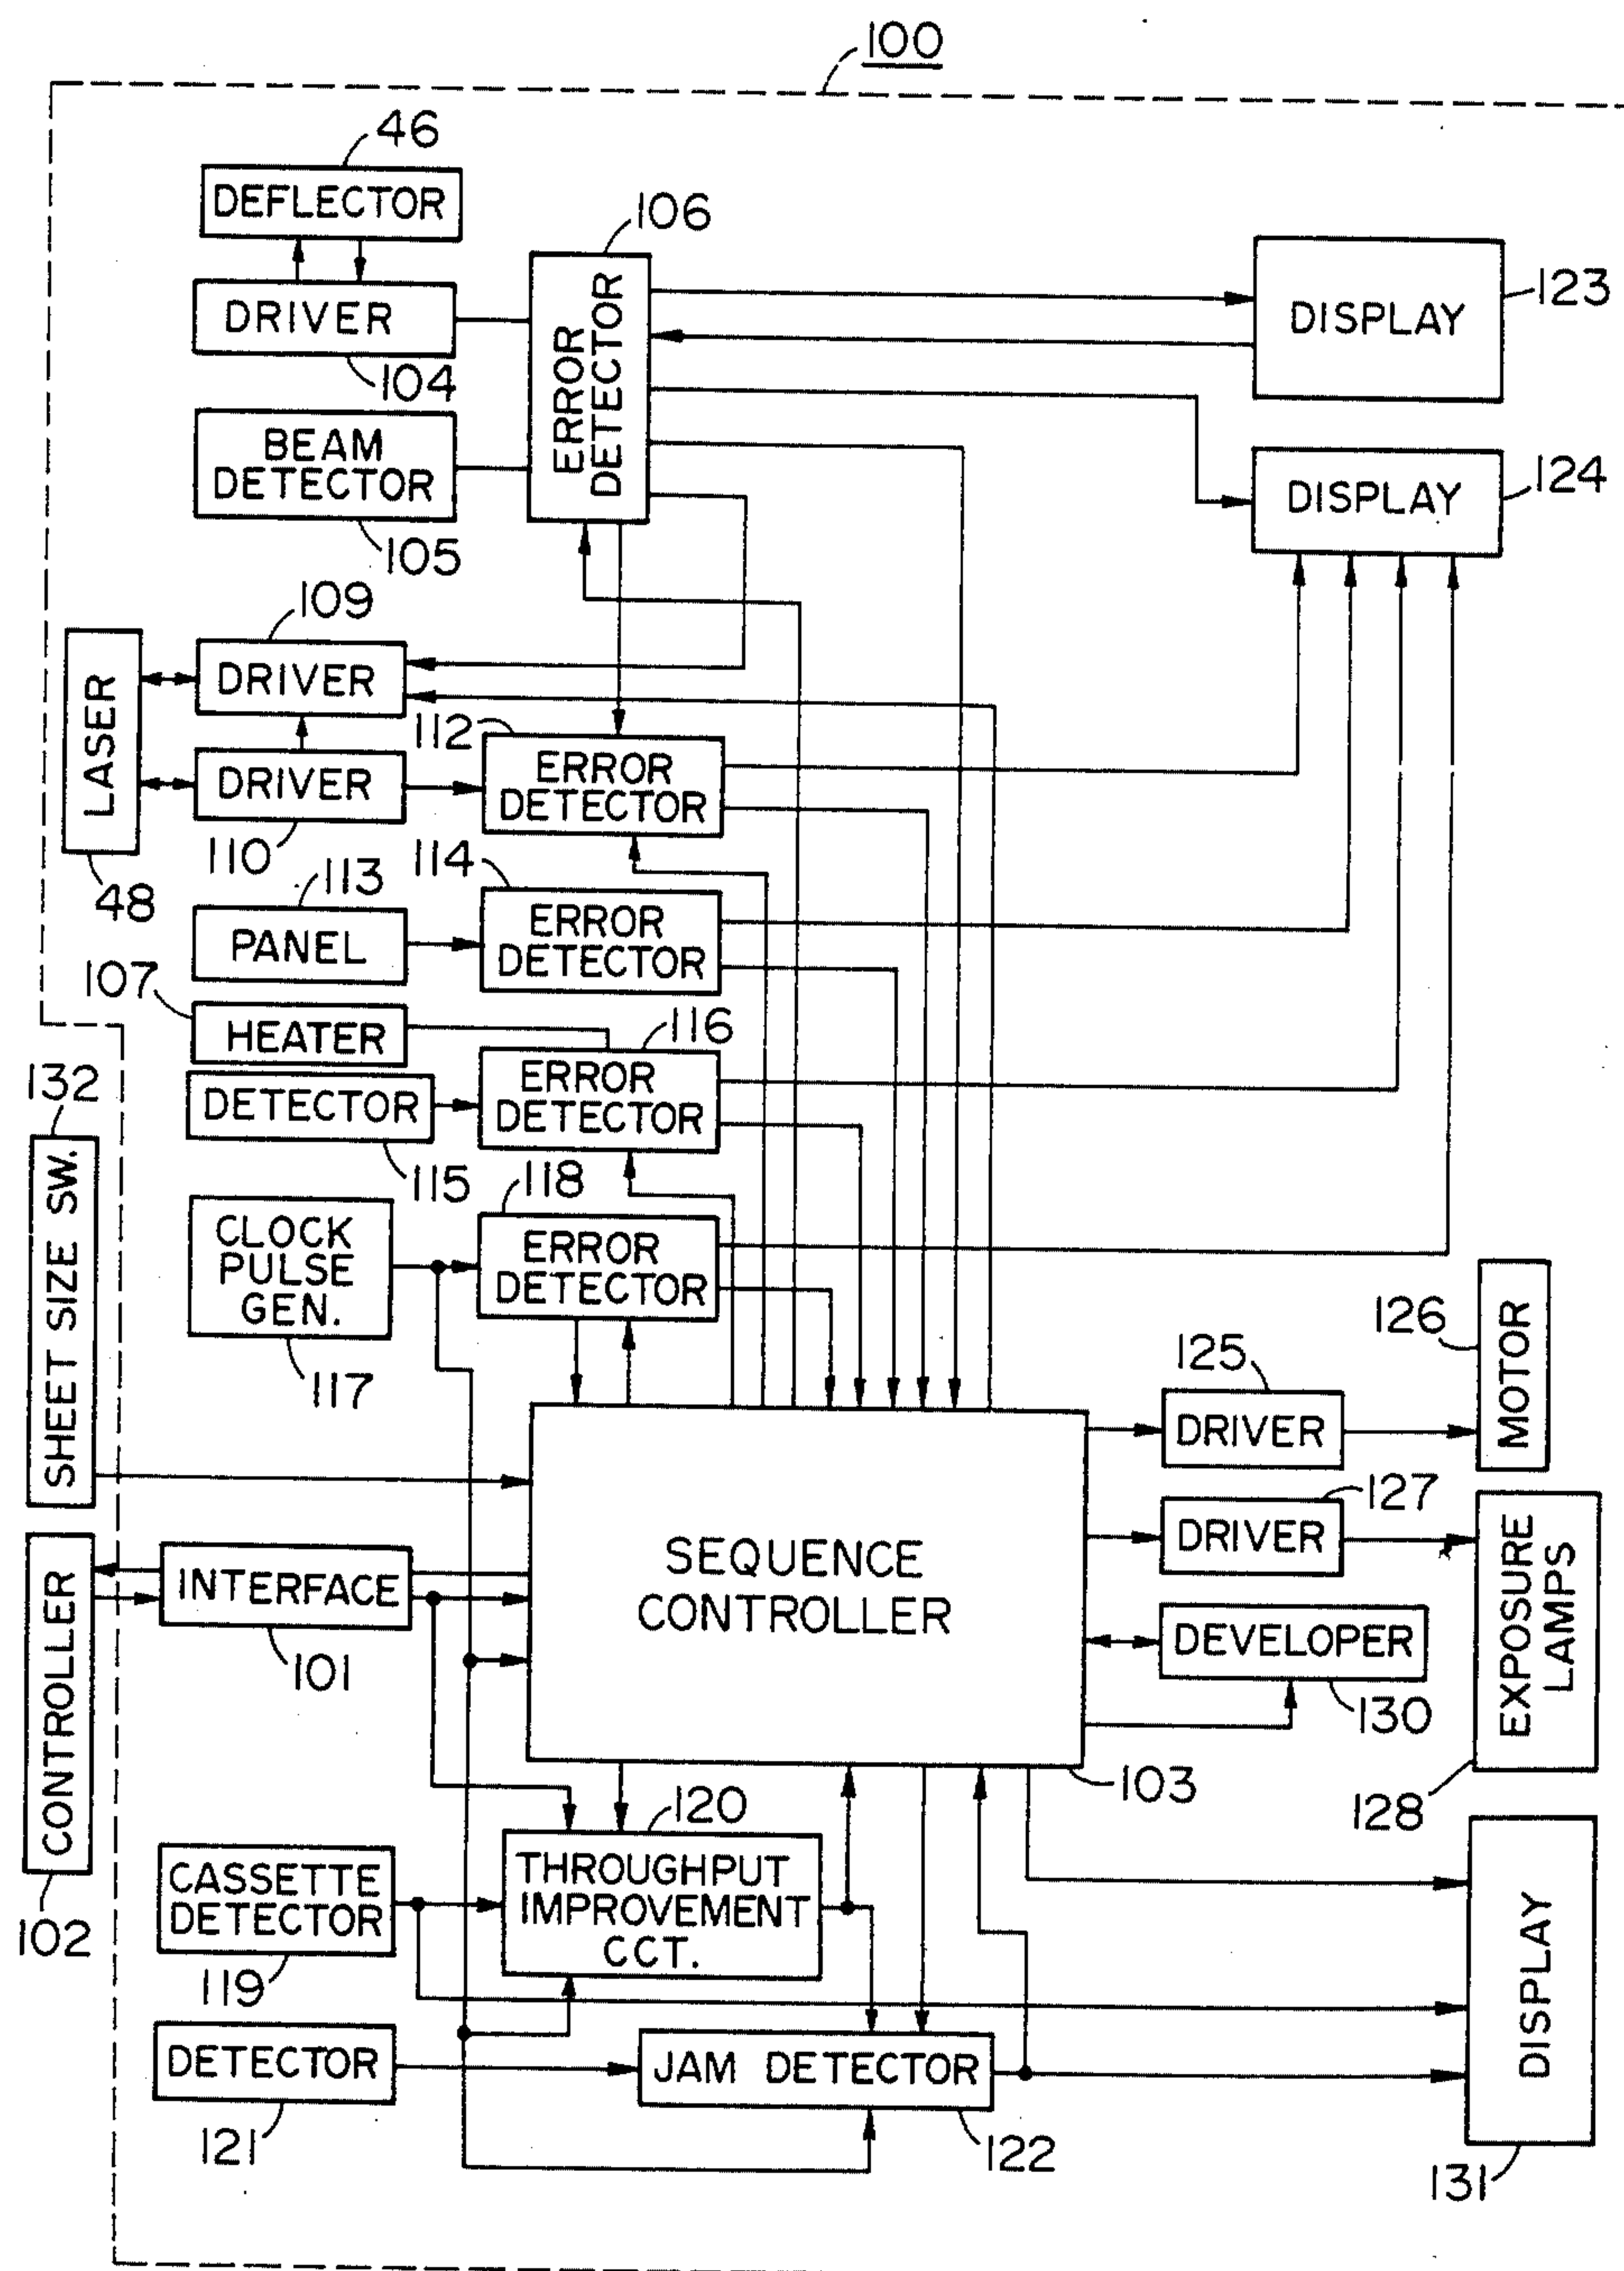 100
46
DEFLECTOR
106
DRIVER
104
ERROR
DETECTOR
DISPLAY
123
BEAM
DETECTOR
105
DISPLAY
124
109
DRIVER
LASER
48
112
DRIVER
110
ERROR
DETECTOR
114
113
PANEL
ERROR
DETECTOR
107
HEATER
116
ERROR
DETECTOR
DETECTOR
115
132
SHEET SIZE SW.
118
CLOCK
PULSE
GEN.
117
ERROR
DETECTOR
125
DRIVER
126
MOTOR
127
DRIVER
EXPOSURE
LAMPS
128
SEQUENCE
CONTROLLER
103
INTERFACE
101
CONTROLLER
102
DEVELOPER
130
120
THROUGHPUT
IMPROVEMENT
CCT.
CASSETTE
DETECTOR
119
DETECTOR
121
JAM DETECTOR
122
DISPLAY
131